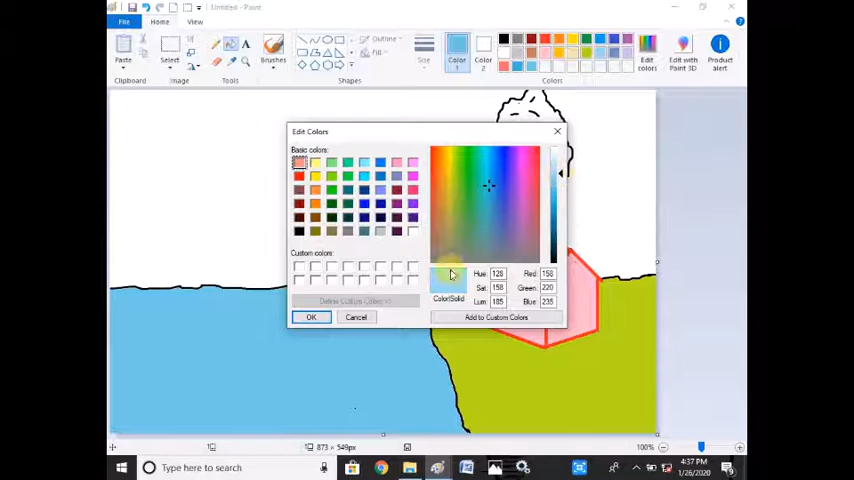 Untitled - Paint
File Home View
Paste
Select
Brushes
Outline
Fill
Size
Color 1
Color 2
Edit colors
Edit with Paint 3D
Product alert
Clipboard Image Tools Shapes Colors
Edit Colors
Basic colors:
Custom colors:
Define Custom Colors >>
OK Cancel
Color|Solid
Hue: 128 Red: 158
Sat: 158 Green: 220
Lum: 185 Blue: 235
Add to Custom Colors
873 × 549px 100%
Type here to search
4:37 PM
1/26/2020
9